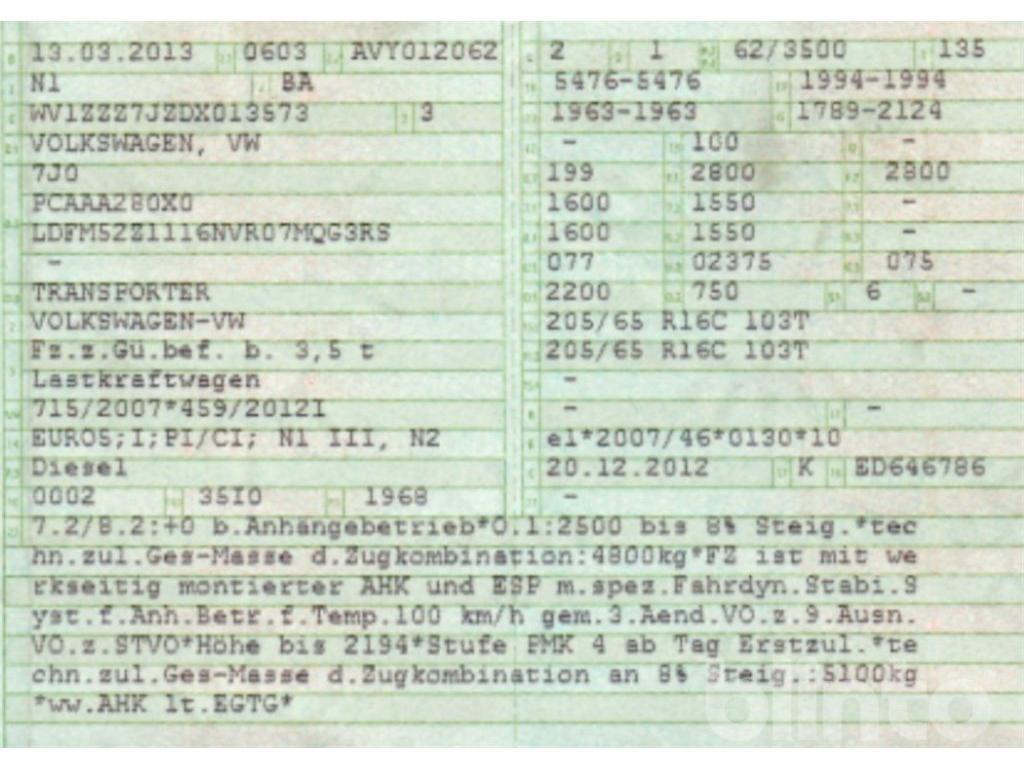 13.03.2013 0603 AVY012062
N1 BA
WV1ZZZ7JZDX013573 3
VOLKSWAGEN, VW
7J0
PCAAA280X0
LDFM52Z1116NVR07MQG3RS
-
TRANSPORTER
VOLKSWAGEN-VW
Fz.z.Gü.bef. b. 3,5 t
Lastkraftwagen
715/2007*459/2012I
EURO5;I;PI/CI; N1 III, N2
Diesel
0002 35I0 1968
2 1 62/3500 135
5476-5476 1994-1994
1963-1963 1789-2124
- 100 -
199 2800 2800
1600 1550 -
1600 1550 -
077 02375 075
2200 750 6 -
205/65 R16C 103T
205/65 R16C 103T
-
- -
e1*2007/46*0130*10
20.12.2012 K ED646786
-
7.2/8.2:+0 b.Anhängebetrieb*O.1:2500 bis 8% Steig.*tec
hn.zul.Ges-Masse d.Zugkombination:4800kg*FZ ist mit we
rkseitig montierter AHK und ESP m.spez.Fahrdyn.Stabi.S
yst.f.Anh.Betr.f.Temp.100 km/h gem.3.Aend.VO.z.9.Ausn.
VO.z.STVO*Höhe bis 2194*Stufe PMK 4 ab Tag Erstzul.*te
chn.zul.Ges-Masse d.Zugkombination an 8% Steig.:5100kg
*ww.AHK lt.EGTG*
olinto